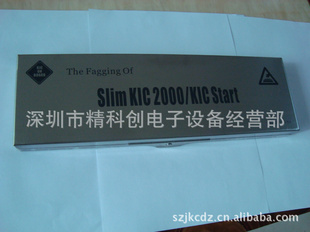 The Fagging Of
Slim KIC 2000/KIC Start
深圳市精科创电子设备经营部
szjkcdz.cn.alibaba.com